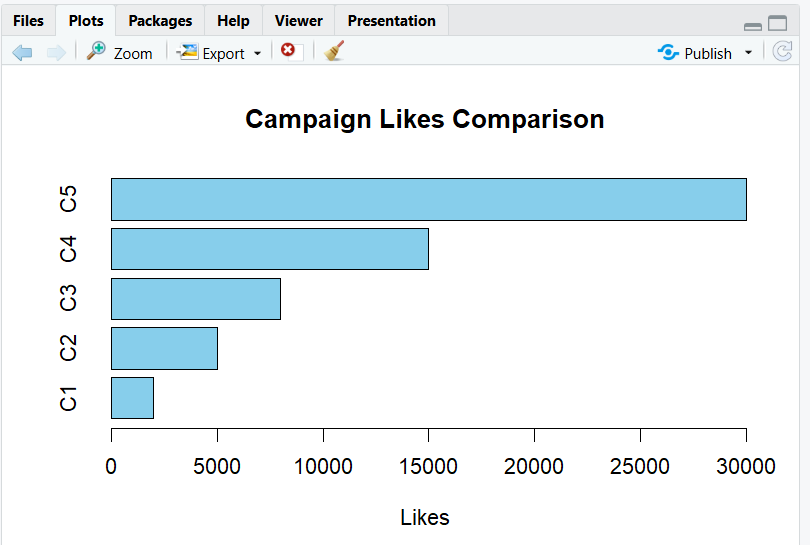 Files Plots Packages Help Viewer Presentation
Zoom Export Publish
Campaign Likes Comparison
C5
C4
C3
C2
C1
0 5000 10000 15000 20000 25000 30000
Likes